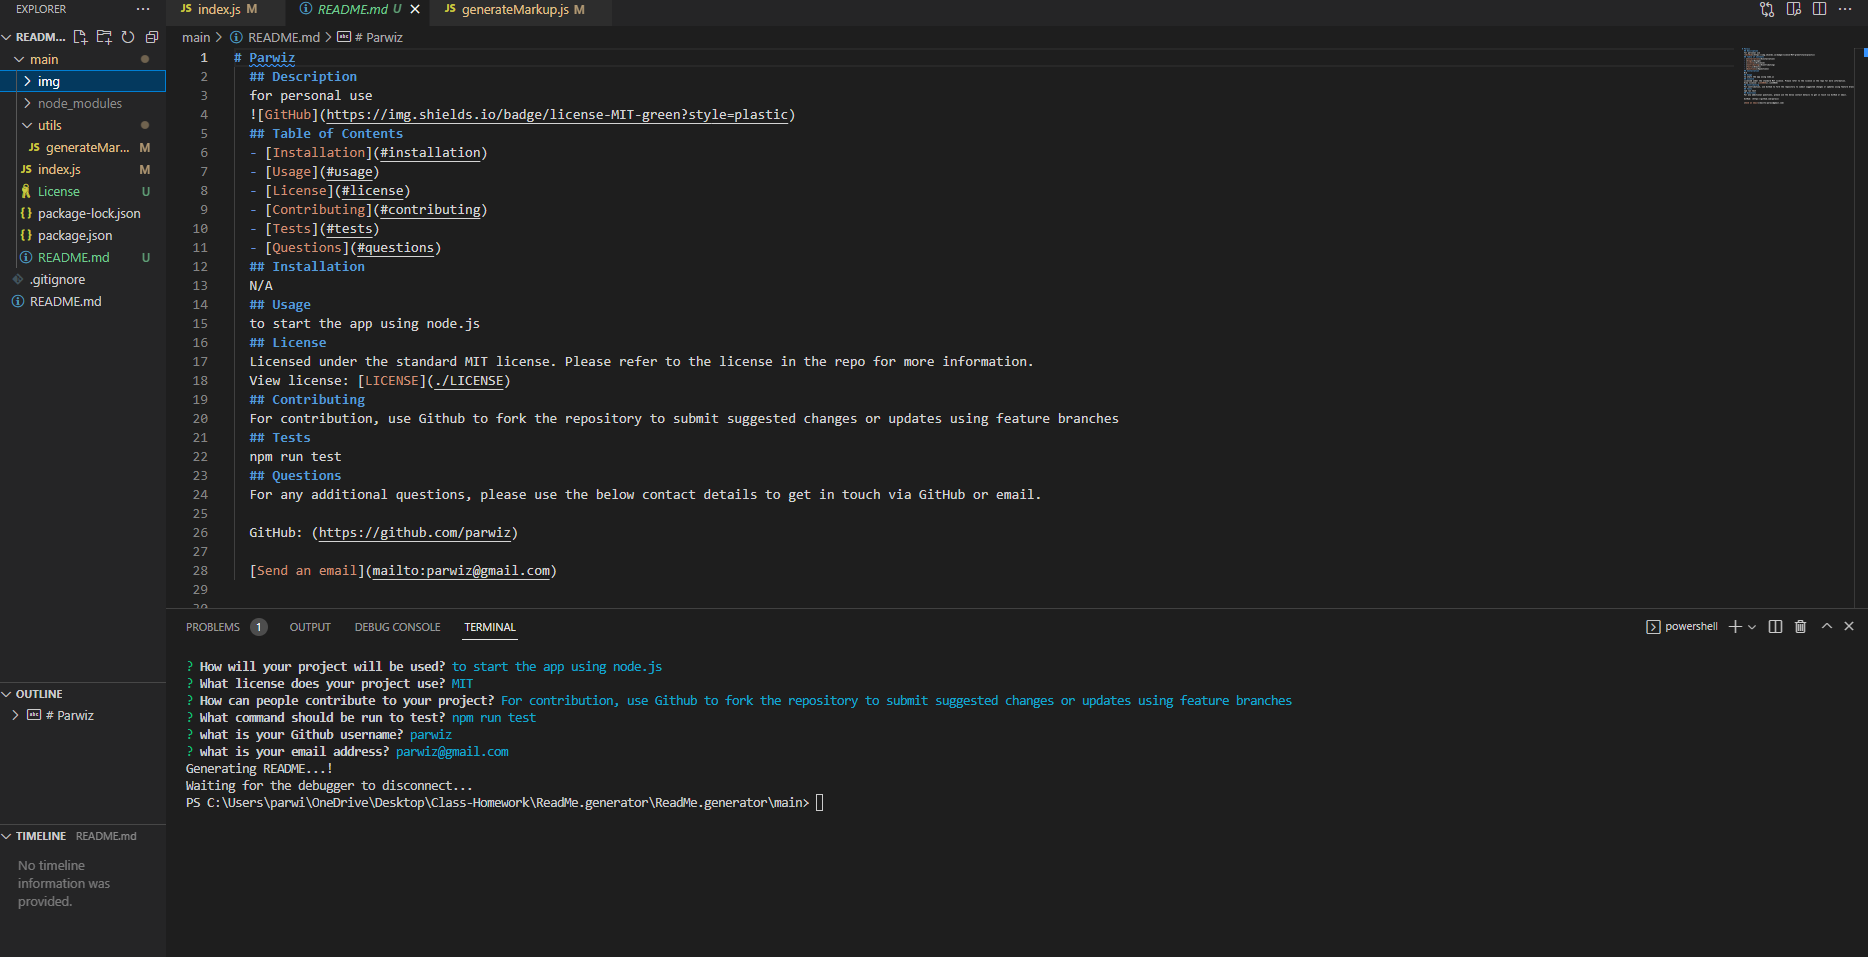 EXPLORER ···
READM...
main
img
node_modules
utils
JS generateMar... M
JS index.js M
License U
{} package-lock.json
{} package.json
README.md U
.gitignore
README.md
OUTLINE
# Parwiz
TIMELINE README.md
No timeline
information was
provided.
JS index.js M
README.md U
JS generateMarkup.js M
main > README.md > # Parwiz
1 # Parwiz
2 ## Description
3 for personal use
4 ![GitHub](https://img.shields.io/badge/license-MIT-green?style=plastic)
5 ## Table of Contents
6 - [Installation](#installation)
7 - [Usage](#usage)
8 - [License](#license)
9 - [Contributing](#contributing)
10 - [Tests](#tests)
11 - [Questions](#questions)
12 ## Installation
13 N/A
14 ## Usage
15 to start the app using node.js
16 ## License
17 Licensed under the standard MIT license. Please refer to the license in the repo for more information.
18 View license: [LICENSE](./LICENSE)
19 ## Contributing
20 For contribution, use Github to fork the repository to submit suggested changes or updates using feature branches
21 ## Tests
22 npm run test
23 ## Questions
24 For any additional questions, please use the below contact details to get in touch via GitHub or email.
25
26 GitHub: (https://github.com/parwiz)
27
28 [Send an email](mailto:parwiz@gmail.com)
29
PROBLEMS 1 OUTPUT DEBUG CONSOLE TERMINAL
powershell
? How will your project will be used? to start the app using node.js
? What license does your project use? MIT
? How can people contribute to your project? For contribution, use Github to fork the repository to submit suggested changes or updates using feature branches
? What command should be run to test? npm run test
? what is your Github username? parwiz
? what is your email address? parwiz@gmail.com
Generating README...!
Waiting for the debugger to disconnect...
PS C:\Users\parwi\OneDrive\Desktop\Class-Homework\ReadMe.generator\ReadMe.generator\main>